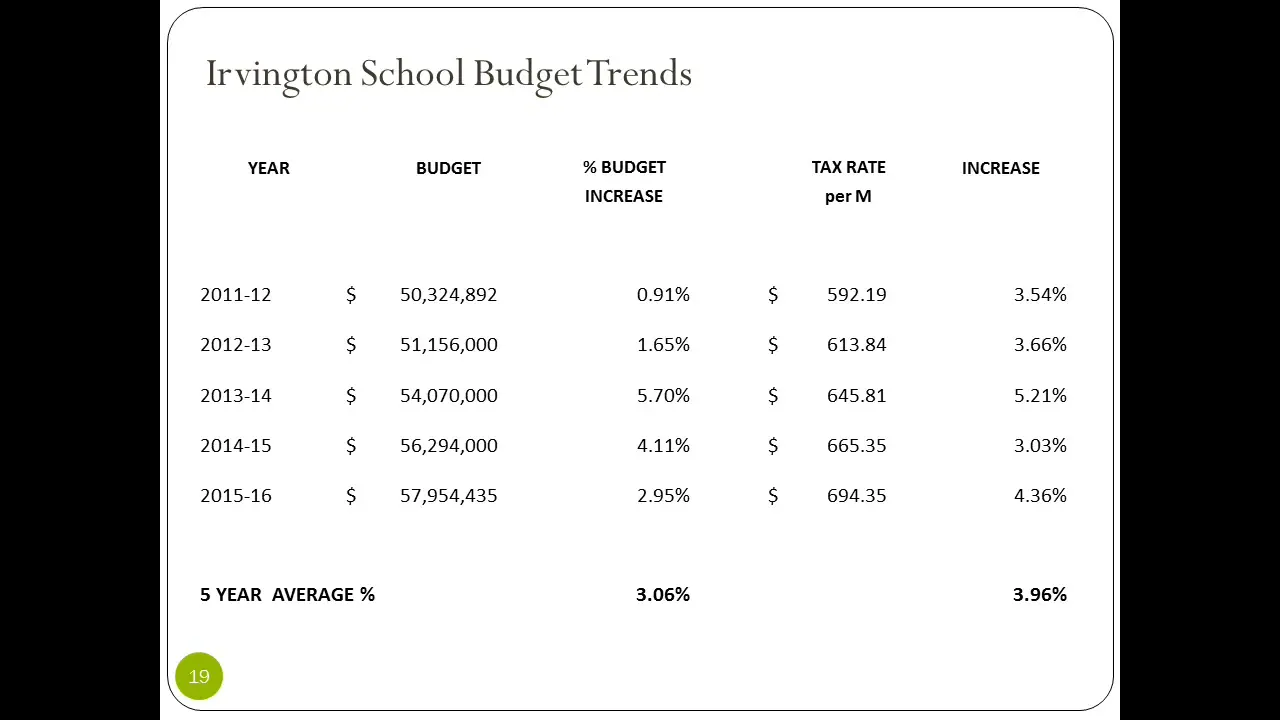 Irvington School Budget Trends
YEAR BUDGET % BUDGET INCREASE TAX RATE per M INCREASE
2011-12 $ 50,324,892 0.91% $ 592.19 3.54%
2012-13 $ 51,156,000 1.65% $ 613.84 3.66%
2013-14 $ 54,070,000 5.70% $ 645.81 5.21%
2014-15 $ 56,294,000 4.11% $ 665.35 3.03%
2015-16 $ 57,954,435 2.95% $ 694.35 4.36%
5 YEAR AVERAGE % 3.06% 3.96%
19